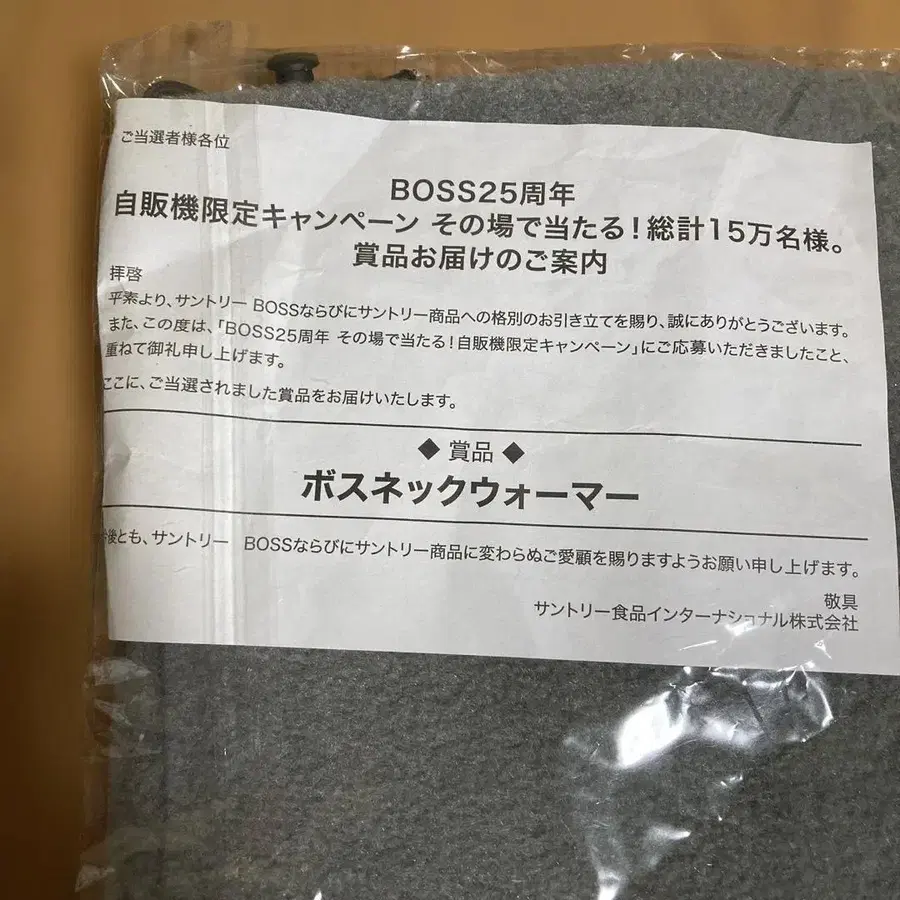 ご当選者様各位
BOSS25周年
自販機限定キャンペーン その場で当たる!総計15万名様。
賞品お届けのご案内
拝啓
平素より、サントリー BOSSならびにサントリー商品への格別のお引き立てを賜り、誠にありがとうございます。
また、この度は、「BOSS25周年 その場で当たる!自販機限定キャンペーン」にご応募いただきましたこと、
重ねて御礼申し上げます。
ここに、ご当選されました賞品をお届けいたします。
◆ 賞品 ◆
ボスネックウォーマー
今後とも、サントリー BOSSならびにサントリー商品に変わらぬご愛顧を賜りますようお願い申し上げます。
敬具
サントリー食品インターナショナル株式会社